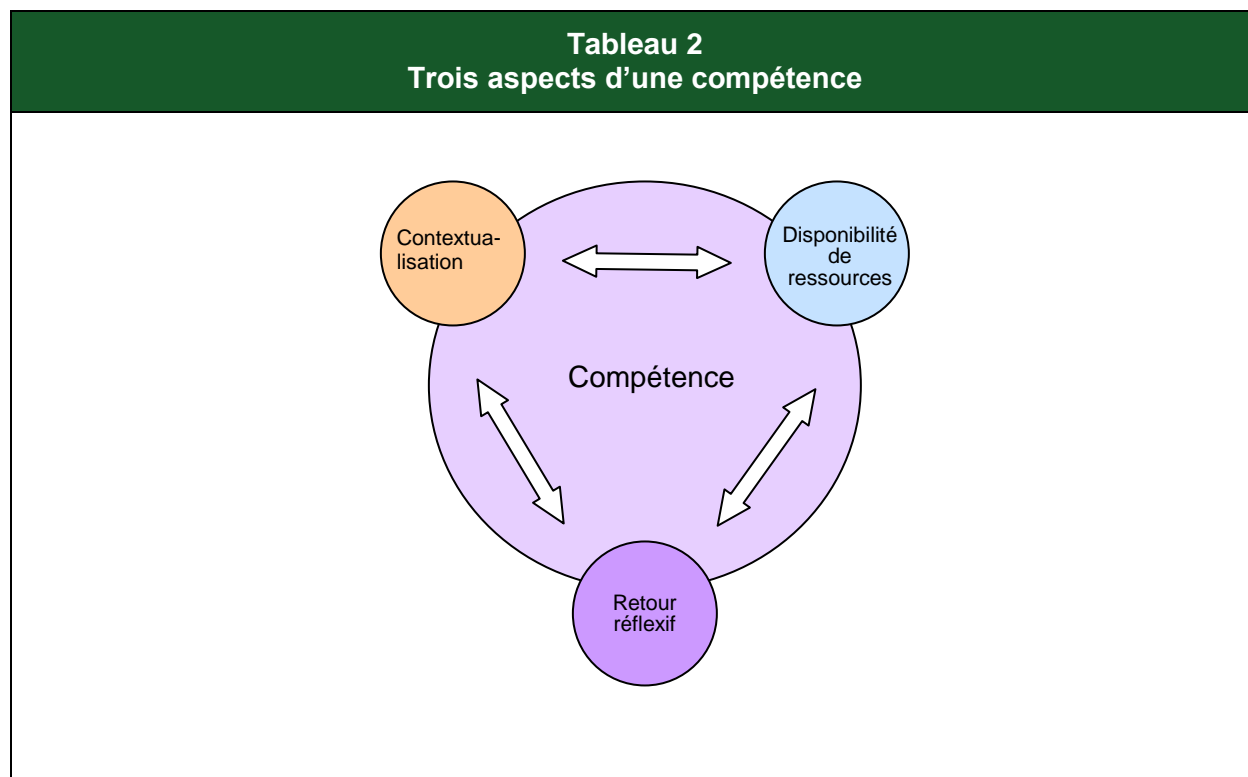 Tableau 2
Trois aspects d’une compétence
Contextua-
lisation
Disponibilité
de
ressources
Compétence
Retour
réflexif